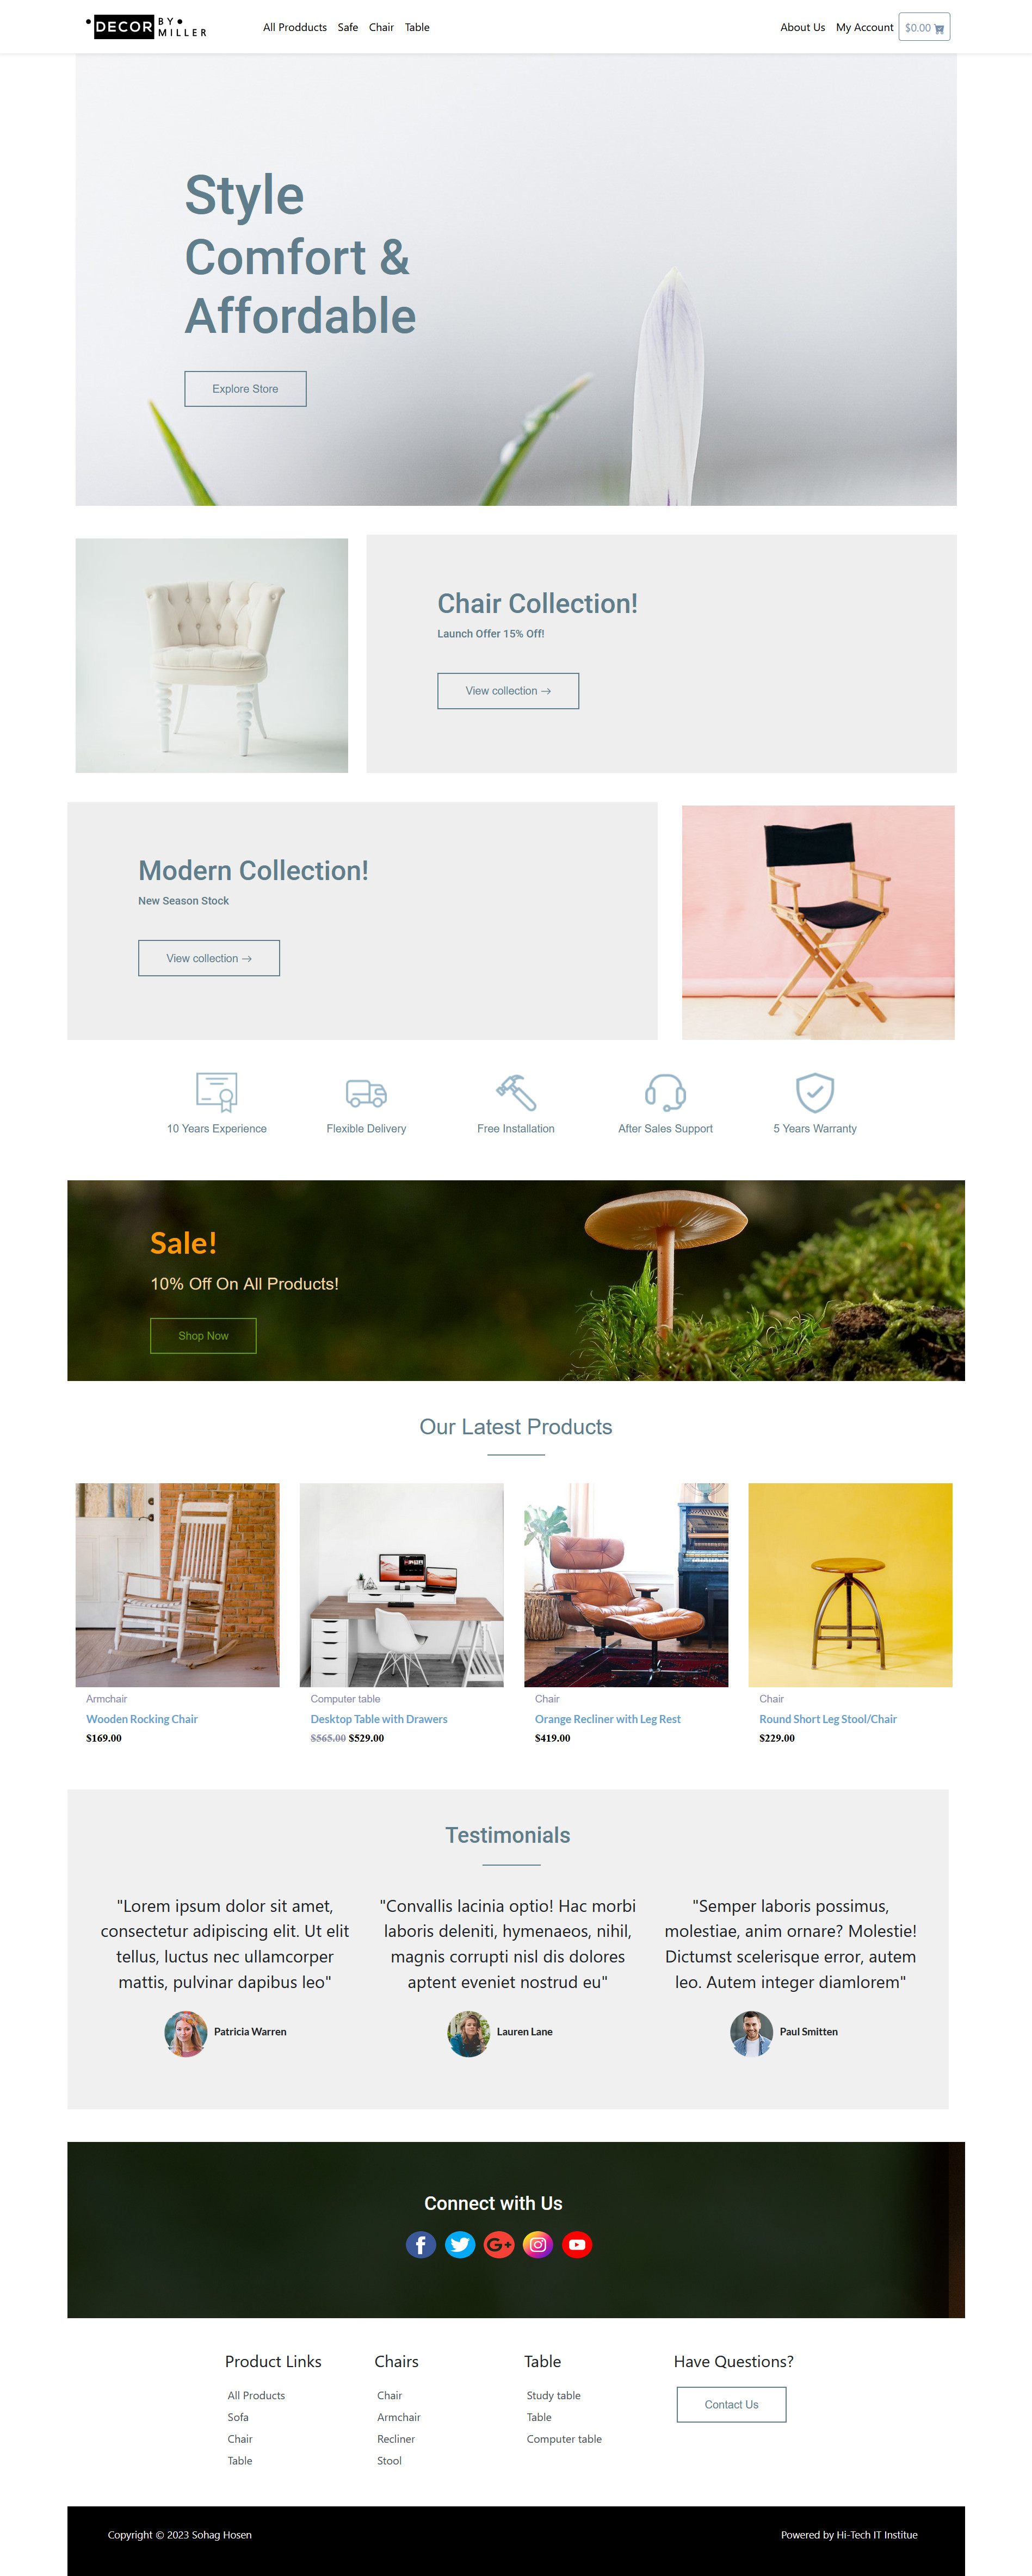 DECOR BY MILLER
All Prodducts Safe Chair Table
About Us My Account $0.00
Style
Comfort &
Affordable
Explore Store
Chair Collection!
Launch Offer 15% Off!
View collection →
Modern Collection!
New Season Stock
View collection →
10 Years Experience
Flexible Delivery
Free Installation
After Sales Support
5 Years Warranty
Sale!
10% Off On All Products!
Shop Now
Our Latest Products
Armchair
Wooden Rocking Chair
$169.00
Computer table
Desktop Table with Drawers
$565.00 $529.00
Chair
Orange Recliner with Leg Rest
$419.00
Chair
Round Short Leg Stool/Chair
$229.00
Testimonials
"Lorem ipsum dolor sit amet,
consectetur adipiscing elit. Ut elit
tellus, luctus nec ullamcorper
mattis, pulvinar dapibus leo"
Patricia Warren
"Convallis lacinia optio! Hac morbi
laboris deleniti, hymenaeos, nihil,
magnis corrupti nisl dis dolores
aptent eveniet nostrud eu"
Lauren Lane
"Semper laboris possimus,
molestiae, anim ornare? Molestie!
Dictumst scelerisque error, autem
leo. Autem integer diamlorem"
Paul Smitten
Connect with Us
Product Links
All Products
Sofa
Chair
Table
Chairs
Chair
Armchair
Recliner
Stool
Table
Study table
Table
Computer table
Have Questions?
Contact Us
Copyright © 2023 Sohag Hosen
Powered by Hi-Tech IT Institue